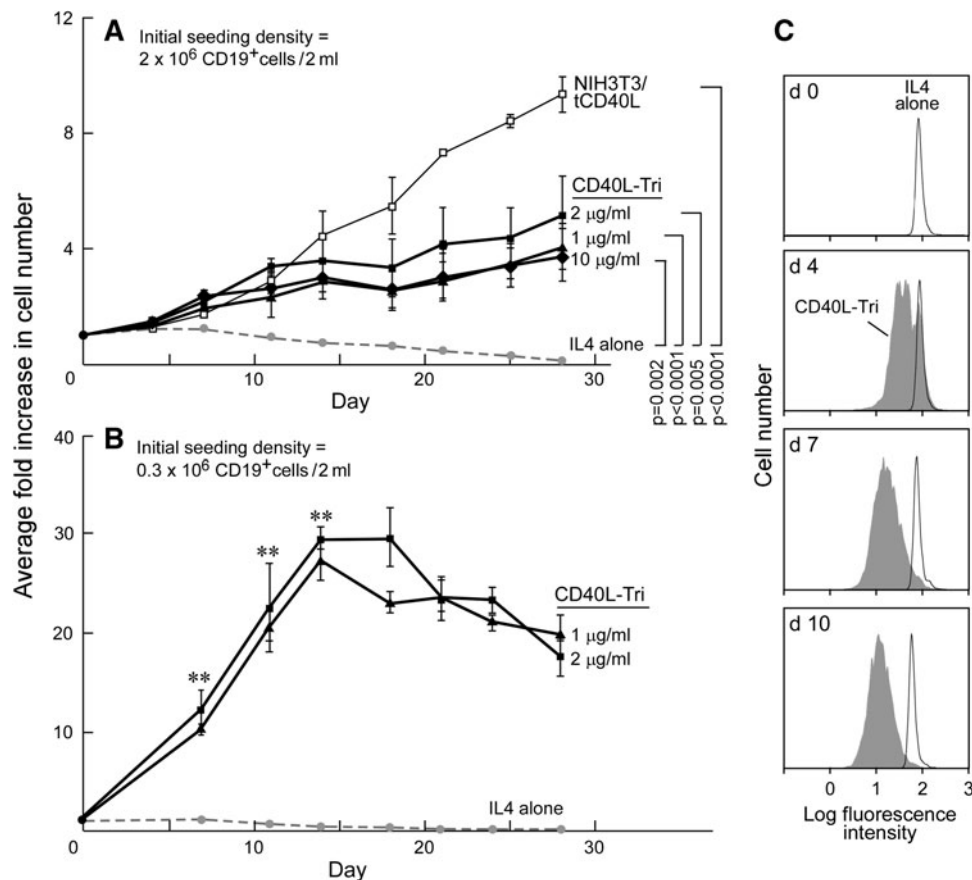 A
Initial seeding density =
2 x 10⁶ CD19⁺cells/2 ml
NIH3T3/
tCD40L
CD40L-Tri
2 μg/ml
1 μg/ml
10 μg/ml
IL4 alone
p=0.002
p<0.0001
p=0.005
p<0.0001
12
8
4
0
10
20
30
Day
Average fold increase in cell number
B
Initial seeding density =
0.3 x 10⁶ CD19⁺cells/2 ml
**
**
**
CD40L-Tri
1 μg/ml
2 μg/ml
IL4 alone
40
30
20
10
0
10
20
30
Day
C
d 0
IL4
alone
d 4
CD40L-Tri
d 7
d 10
Cell number
0
1
2
3
Log fluorescence
intensity